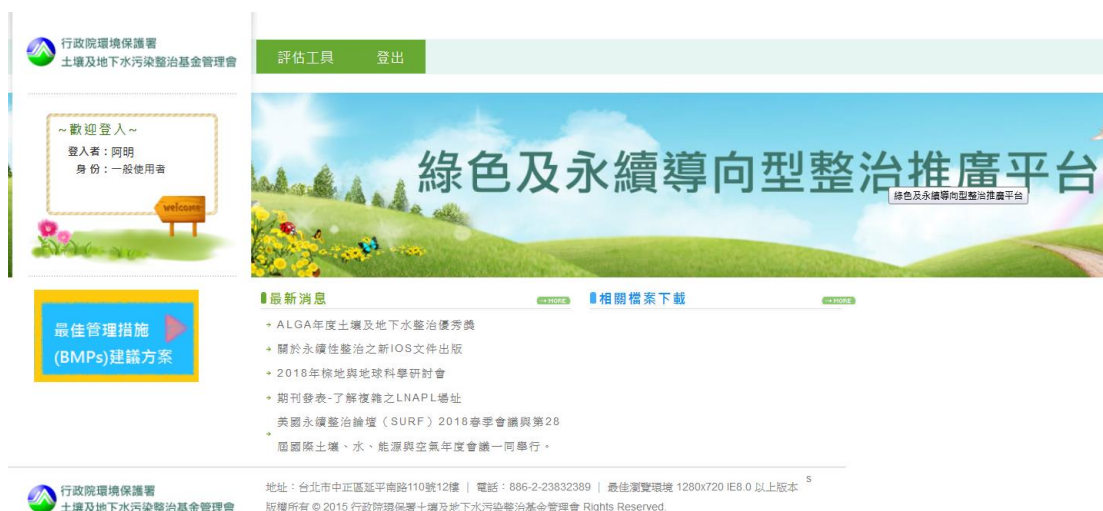 行政院環境保護署
土壤及地下水污染整治基金管理會
評估工具 登出
~歡迎登入~
登入者：阿明
身 份：一般使用者
welcome
綠色及永續導向型整治推廣平台
綠色及永續導向型整治推廣平台
最佳管理措施
(BMPs)建議方案
最新消息
MORE
相關檔案下載
MORE
ALGA年度土壤及地下水整治優秀獎
關於永續性整治之新IOS文件出版
2018年棕地與地球科學研討會
期刊發表-了解複雜之LNAPL場址
美國永續整治論壇（SURF）2018春季會議與第28
屆國際土壤、水、能源與空氣年度會議一同舉行。
行政院環境保護署
土壤及地下水污染整治基金管理會
地址：台北市中正區延平南路110號12樓 | 電話：886-2-23832389 | 最佳瀏覽環境 1280x720 IE8.0 以上版本 s
版權所有 © 2015 行政院環保署土壤及地下水污染整治基金管理會 Rights Reserved.